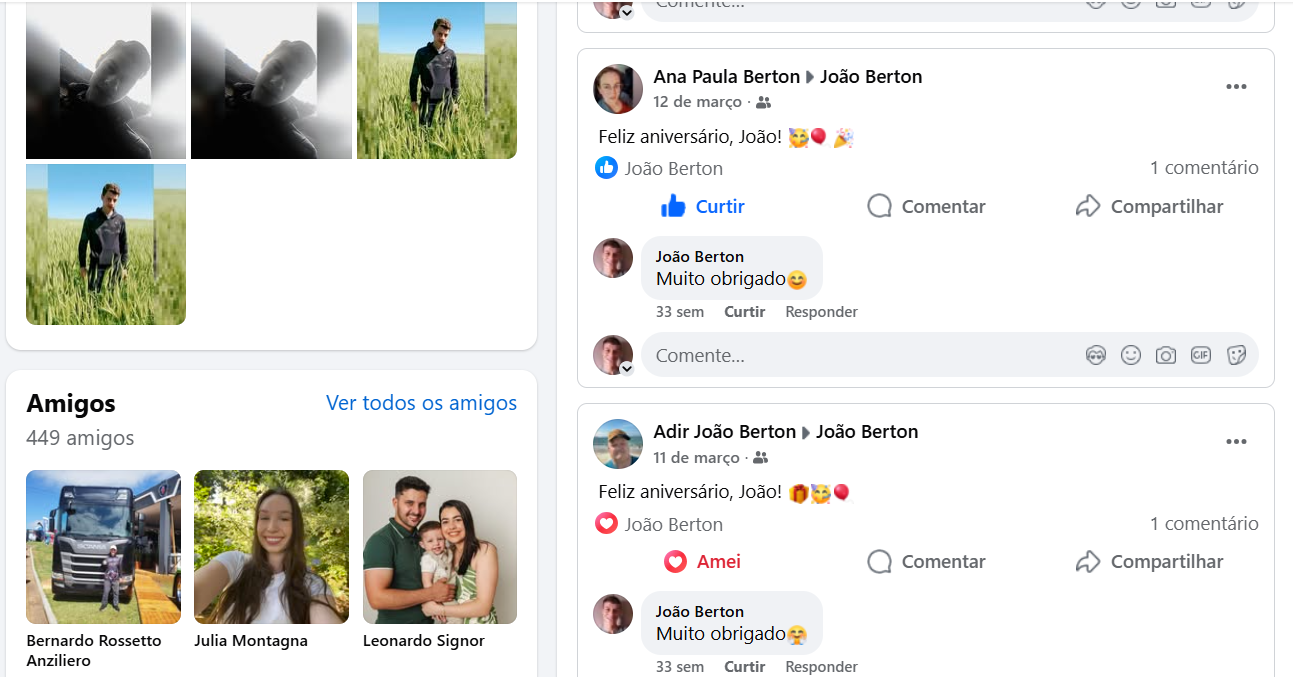 Comente...
Ana Paula Berton ▸ João Berton
12 de março ·
Feliz aniversário, João! 🥳🎈🎉
João Berton
1 comentário
Curtir
Comentar
Compartilhar
João Berton
Muito obrigado😊
33 sem Curtir Responder
Comente...
GIF
Adir João Berton ▸ João Berton
11 de março ·
Feliz aniversário, João! 🎁🥳🎈
João Berton
1 comentário
Amei
Comentar
Compartilhar
João Berton
Muito obrigado🤗
33 sem Curtir Responder
Amigos
Ver todos os amigos
449 amigos
SCANIA
Bernardo Rossetto
Anziliero
Julia Montagna
Leonardo Signor